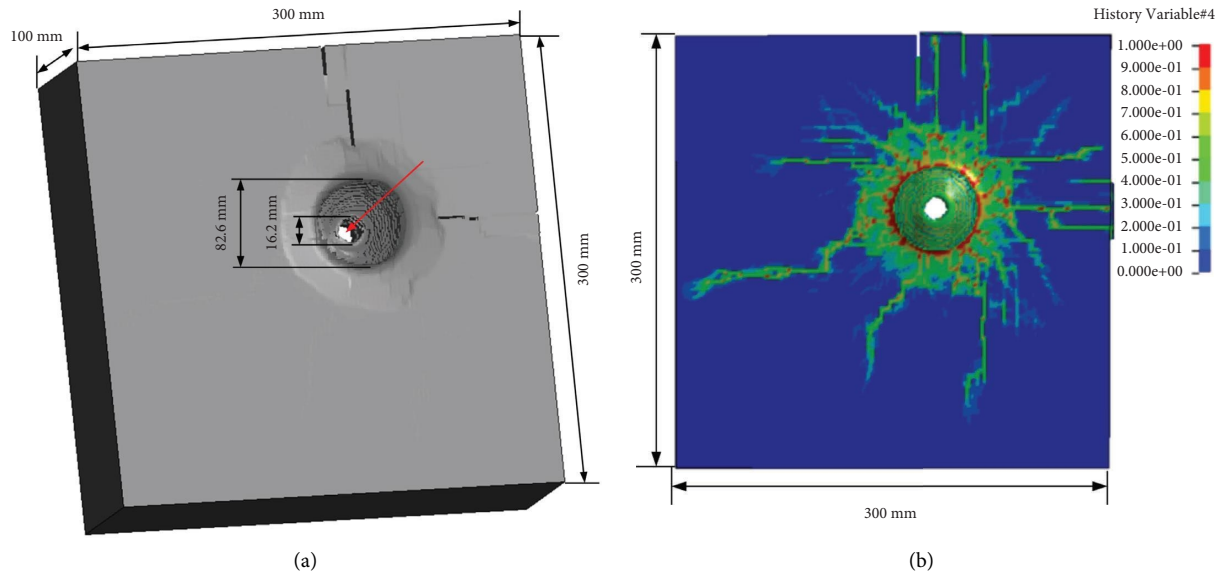 300 mm
100 mm
82.6 mm
16.2 mm
300 mm
(a)
300 mm
300 mm
(b)
History Variable#4
1.000e+00
9.000e-01
8.000e-01
7.000e-01
6.000e-01
5.000e-01
4.000e-01
3.000e-01
2.000e-01
1.000e-01
0.000e+00